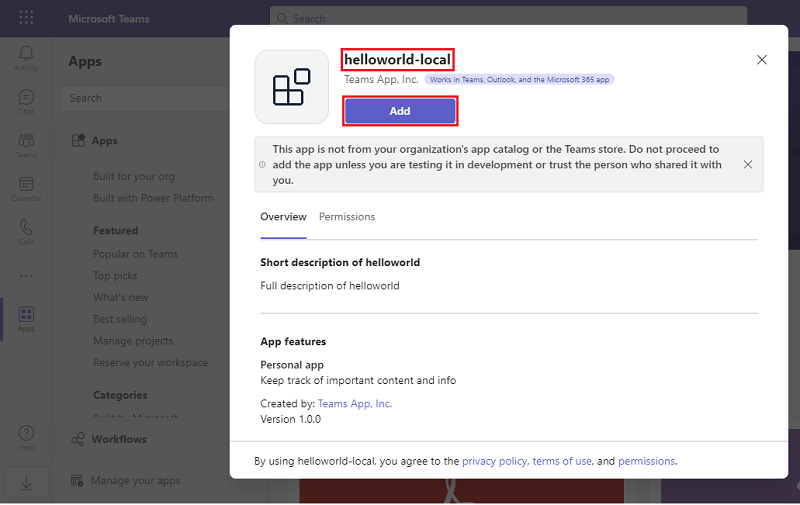 Microsoft Teams
Search
Activity
Chat
Teams
Calendar
Calls
Apps
Help
Apps
Search
Apps
Built for your org
Built with Power Platform
Featured
Popular on Teams
Top picks
What's new
Best selling
Manage projects
Reserve your workspace
Categories
Built by Microsoft
Workflows
Manage your apps
helloworld-local
Teams App, Inc. Works in Teams, Outlook, and the Microsoft 365 app
Add
This app is not from your organization's app catalog or the Teams store. Do not proceed to
add the app unless you are testing it in development or trust the person who shared it with
you.
Overview Permissions
Short description of helloworld
Full description of helloworld
App features
Personal app
Keep track of important content and info
Created by: Teams App, Inc.
Version 1.0.0
By using helloworld-local, you agree to the privacy policy, terms of use, and permissions.